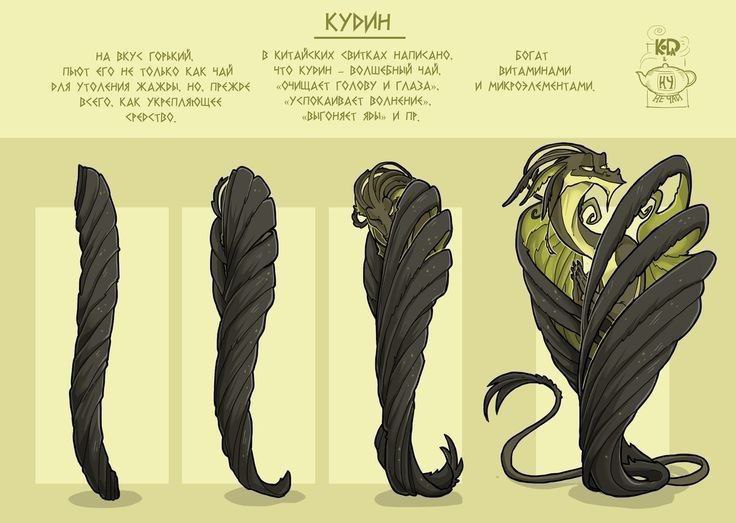 КУДИН
НА ВКУС ГОРЬКИЙ.
ПЬЮТ ЕГО НЕ ТОЛЬКО КАК ЧАЙ
ДЛЯ УТОЛЕНИЯ ЖАЖДЫ, НО, ПРЕЖДЕ
ВСЕГО, КАК УКРЕПЛЯЮЩЕЕ
СРЕДСТВО.
В КИТАЙСКИХ СВИТКАХ НАПИСАНО,
ЧТО КУДИН – ВОЛШЕБНЫЙ ЧАЙ,
«ОЧИЩАЕТ ГОЛОВУ И ГЛАЗА»,
«УСПОКАИВАЕТ ВОЛНЕНИЕ»,
«ВЫГОНЯЕТ ЯДЫ» И ПР.
БОГАТ
ВИТАМИНАМИ
И МИКРОЭЛЕМЕНТАМИ.
&
КЧ
НЕ ЧАИ